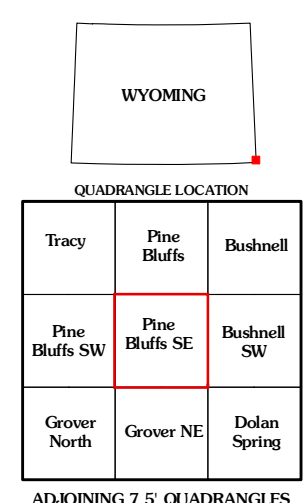 WYOMING
QUADRANGLE LOCATION
Tracy
Pine
Bluffs
Bushnell
Pine
Bluffs SW
Pine
Bluffs SE
Bushnell
SW
Grover
North
Grover NE
Dolan
Spring
ADJOINING 7.5' QUADRANGLES